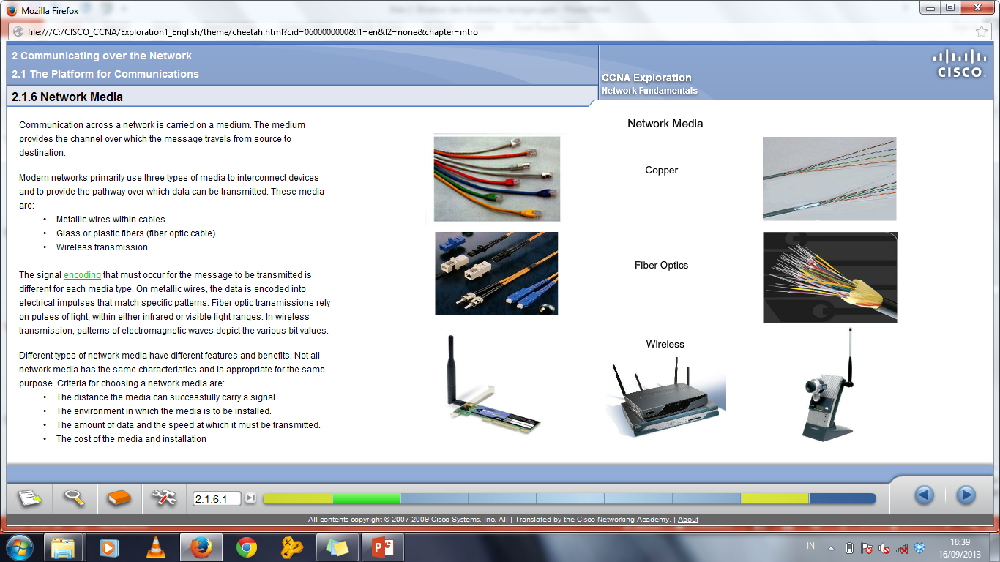 Mozilla Firefox
file:///C:/CISCO_CCNA/Exploration1_English/theme/cheetah.html?cid=0600000000&l1=en&l2=none&chapter=intro
2 Communicating over the Network
2.1 The Platform for Communications
CCNA Exploration
Network Fundamentals
CISCO
2.1.6 Network Media
Communication across a network is carried on a medium. The medium
provides the channel over which the message travels from source to
destination.
Modern networks primarily use three types of media to interconnect devices
and to provide the pathway over which data can be transmitted. These media
are:
• Metallic wires within cables
• Glass or plastic fibers (fiber optic cable)
• Wireless transmission
The signal encoding that must occur for the message to be transmitted is
different for each media type. On metallic wires, the data is encoded into
electrical impulses that match specific patterns. Fiber optic transmissions rely
on pulses of light, within either infrared or visible light ranges. In wireless
transmission, patterns of electromagnetic waves depict the various bit values.
Different types of network media have different features and benefits. Not all
network media has the same characteristics and is appropriate for the same
purpose. Criteria for choosing a network media are:
• The distance the media can successfully carry a signal.
• The environment in which the media is to be installed.
• The amount of data and the speed at which it must be transmitted.
• The cost of the media and installation
Network Media
Copper
Fiber Optics
Wireless
2.1.6.1
All contents copyright © 2007-2009 Cisco Systems, Inc. All | Translated by the Cisco Networking Academy. | About
IN
18:39
16/09/2013